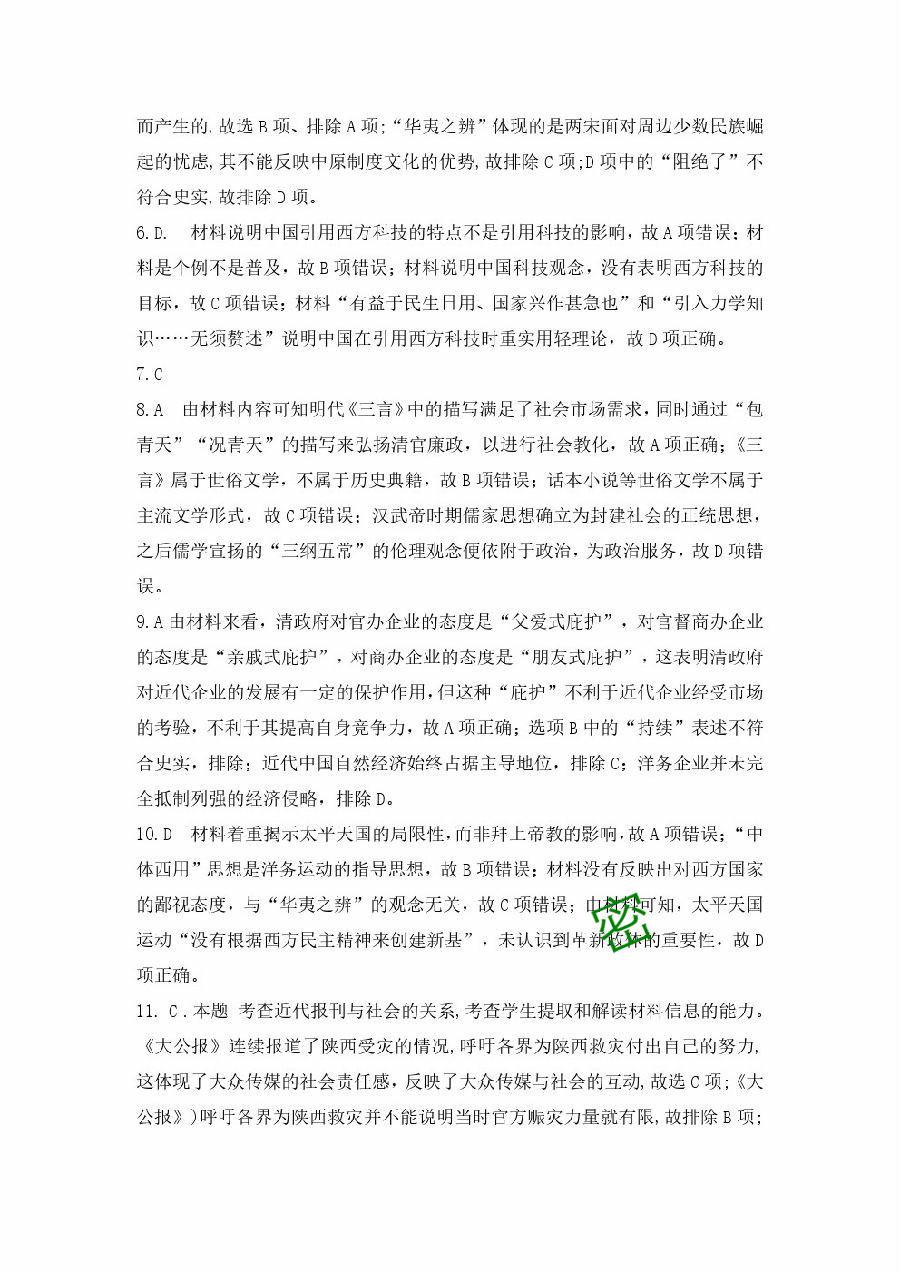 而产生的,故选B项、排除A项;“华夷之辨”体现的是两宋面对周边少数民族崛
起的忧虑,其不能反映中原制度文化的优势,故排除C项;D项中的“阻绝了”不
符合史实,故排除D项。
6.D. 材料说明中国引用西方科技的特点不是引用科技的影响，故A项错误；材
料是个例不是普及，故B项错误；材料说明中国科技观念，没有表明西方科技的
目标，故C项错误；材料“有益于民生日用、国家兴作甚急也”和“引入力学知
识……无须赘述”说明中国在引用西方科技时重实用轻理论，故D项正确。
7.C
8.A 由材料内容可知明代《三言》中的描写满足了社会市场需求，同时通过“包
青天”“况青天”的描写来弘扬清官廉政，以进行社会教化，故A项正确；《三
言》属于世俗文学，不属于历史典籍，故B项错误；话本小说等世俗文学不属于
主流文学形式，故C项错误；汉武帝时期儒家思想确立为封建社会的正统思想，
之后儒学宣扬的“三纲五常”的伦理观念便依附于政治，为政治服务，故D项错
误。
9.A由材料来看，清政府对官办企业的态度是“父爱式庇护”，对官督商办企业
的态度是“亲戚式庇护”，对商办企业的态度是“朋友式庇护”，这表明清政府
对近代企业的发展有一定的保护作用，但这种“庇护”不利于近代企业经受市场
的考验，不利于其提高自身竞争力，故A项正确；选项B中的“持续”表述不符
合史实，排除；近代中国自然经济始终占据主导地位，排除C；洋务企业并未完
全抵制列强的经济侵略，排除D。
10.D 材料着重揭示太平天国的局限性，而非拜上帝教的影响，故A项错误；“中
体西用”思想是洋务运动的指导思想，故B项错误；材料没有反映出对西方国家
的鄙视态度，与“华夷之辨”的观念无关，故C项错误；由材料可知，太平天国
运动“没有根据西方民主精神来创建新基”，未认识到革新政体的重要性，故D
项正确。
11. C.本题 考查近代报刊与社会的关系,考查学生提取和解读材料信息的能力。
《大公报》连续报道了陕西受灾的情况,呼吁各界为陕西救灾付出自己的努力,
这体现了大众传媒的社会责任感，反映了大众传媒与社会的互动,故选C项;《大
公报》)呼吁各界为陕西救灾并不能说明当时官方赈灾力量就有限,故排除B项;
密